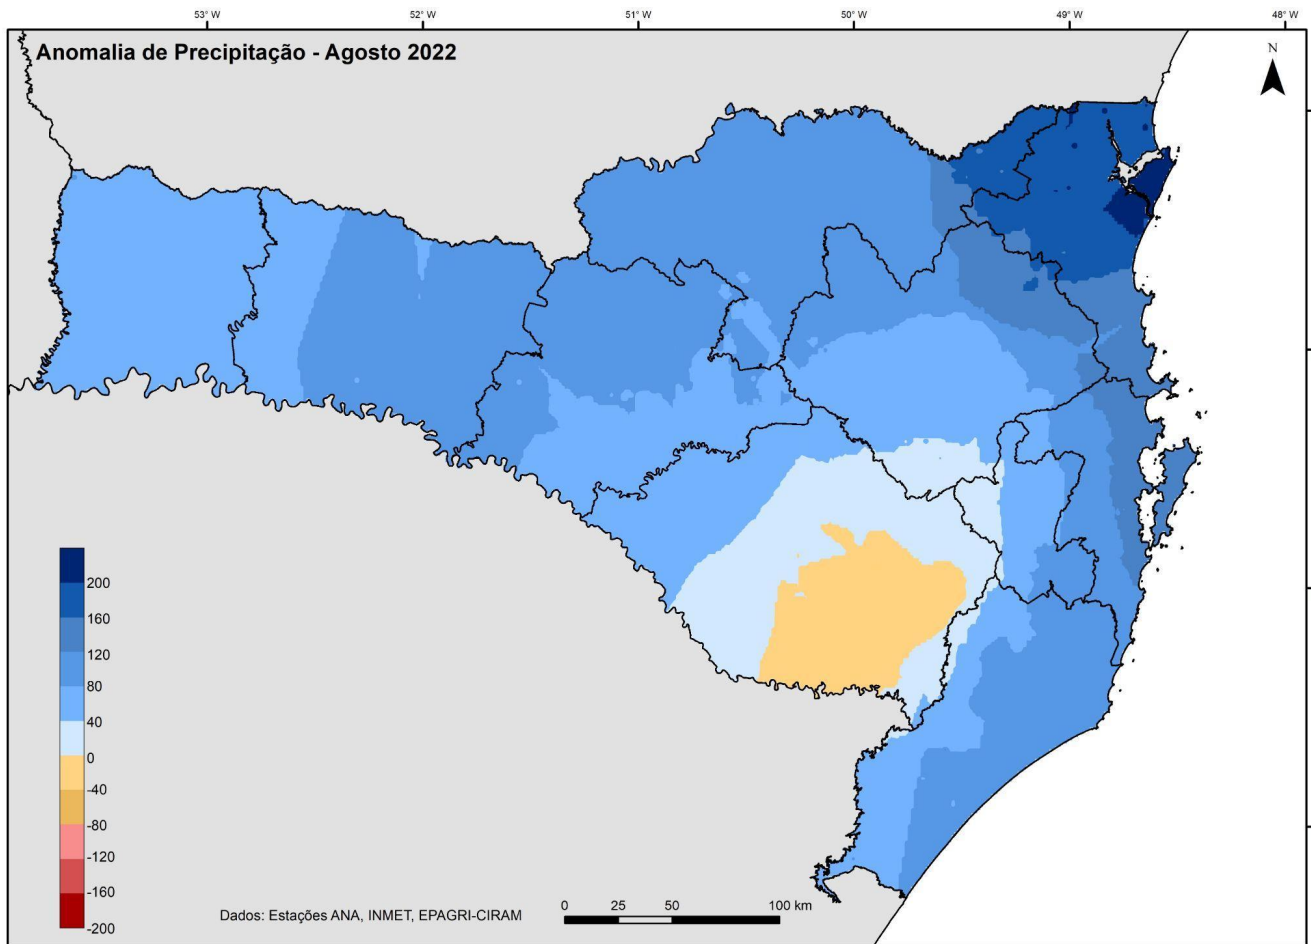 53° W 52° W 51° W 50° W 49° W 48° W
Anomalia de Precipitação - Agosto 2022
N
200
160
120
80
40
0
-40
-80
-120
-160
-200
Dados: Estações ANA, INMET, EPAGRI-CIRAM
0 25 50 100 km